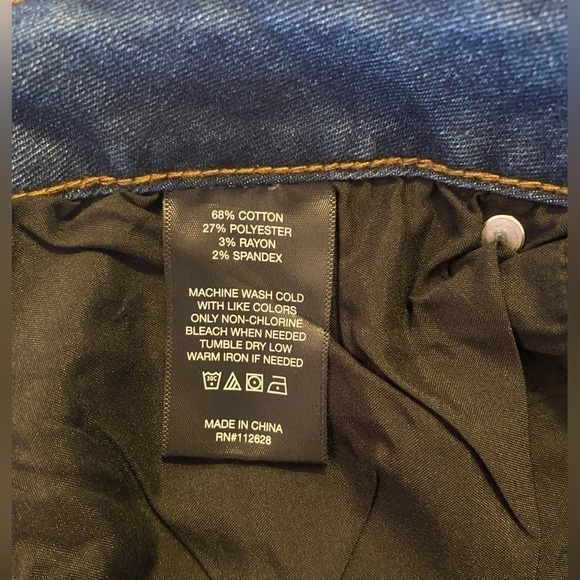 68% COTTON
27% POLYESTER
3% RAYON
2% SPANDEX
MACHINE WASH COLD
WITH LIKE COLORS
ONLY NON-CHLORINE
BLEACH WHEN NEEDED
TUMBLE DRY LOW
WARM IRON IF NEEDED
MADE IN CHINA
RN#112628